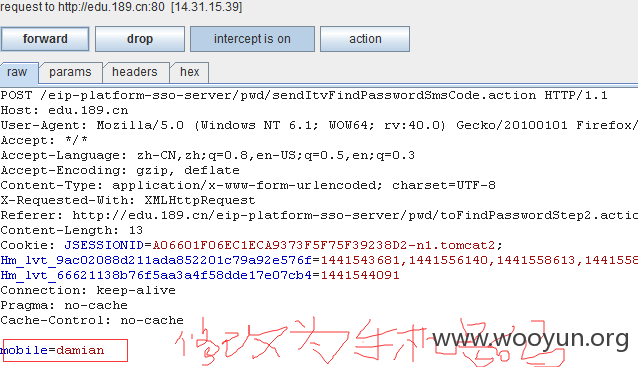 request to http://edu.189.cn:80 [14.31.15.39]
forward drop intercept is on action
raw params headers hex
POST /eip-platform-sso-server/pwd/sendItvFindPasswordSmsCode.action HTTP/1.1
Host: edu.189.cn
User-Agent: Mozilla/5.0 (Windows NT 6.1; WOW64; rv:40.0) Gecko/20100101 Firefox/
Accept: */*
Accept-Language: zh-CN,zh;q=0.8,en-US;q=0.5,en;q=0.3
Accept-Encoding: gzip, deflate
Content-Type: application/x-www-form-urlencoded; charset=UTF-8
X-Requested-With: XMLHttpRequest
Referer: http://edu.189.cn/eip-platform-sso-server/pwd/toFindPasswordStep2.actio
Content-Length: 13
Cookie: JSESSIONID=A06601F06EC1ECA9373F5F75F39238D2-n1.tomcat2;
Hm_lvt_9ac02088d211ada852201c79a92e576f=1441543681,1441556140,1441558613,1441558
Hm_lvt_66621138b76f5aa3a4f58dde17e07cb4=1441544091
Connection: keep-alive
Pragma: no-cache
Cache-Control: no-cache
修改为手机号码
www.wooyun.org
mobile=damian